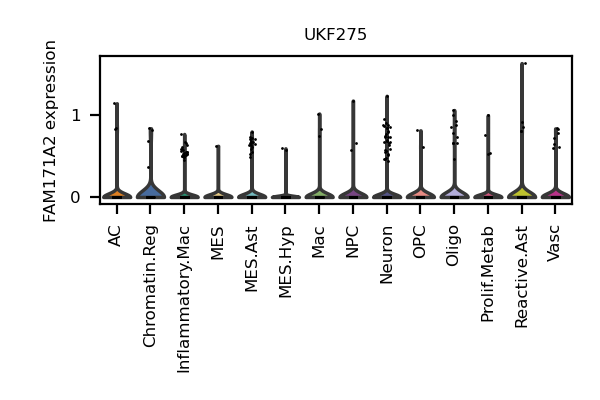 UKF275
FAM171A2 expression
1
0
AC
Chromatin.Reg
Inflammatory.Mac
MES
MES.Ast
MES.Hyp
Mac
NPC
Neuron
OPC
Oligo
Prolif.Metab
Reactive.Ast
Vasc